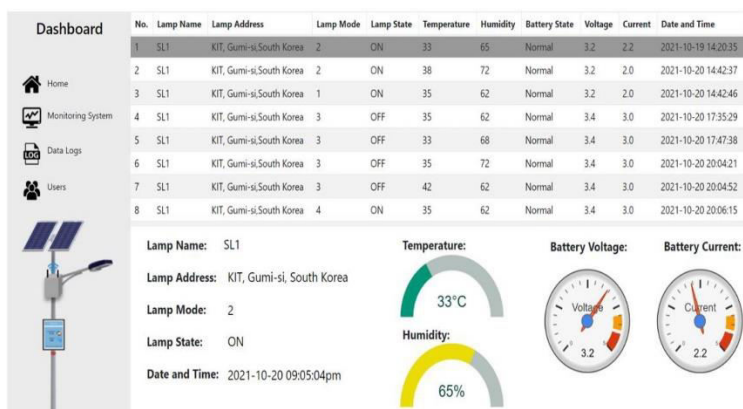 Dashboard
Home
Monitoring System
LOG
Data Logs
Users
No. Lamp Name Lamp Address Lamp Mode Lamp State Temperature Humidity Battery State Voltage Current Date and Time
1 SL1 KIT, Gumi-si,South Korea 2 ON 33 65 Normal 3.2 2.2 2021-10-19 14:20:35
2 SL1 KIT, Gumi-si,South Korea 2 ON 38 72 Normal 3.2 2.0 2021-10-20 14:42:37
3 SL1 KIT, Gumi-si,South Korea 1 ON 35 62 Normal 3.2 2.0 2021-10-20 14:42:46
4 SL1 KIT, Gumi-si,South Korea 3 OFF 35 62 Normal 3.4 3.0 2021-10-20 17:35:29
5 SL1 KIT, Gumi-si,South Korea 3 OFF 33 68 Normal 3.4 3.0 2021-10-20 17:47:38
6 SL1 KIT, Gumi-si,South Korea 3 OFF 35 72 Normal 3.4 3.0 2021-10-20 20:04:21
7 SL1 KIT, Gumi-si,South Korea 3 OFF 42 62 Normal 3.4 3.0 2021-10-20 20:04:52
8 SL1 KIT, Gumi-si,South Korea 4 ON 35 62 Normal 3.4 3.0 2021-10-20 20:06:15
Lamp Name: SL1
Lamp Address: KIT, Gumi-si, South Korea
Lamp Mode: 2
Lamp State: ON
Date and Time: 2021-10-20 09:05:04pm
Temperature:
33°C
Humidity:
65%
Battery Voltage:
Voltage
3.2
Battery Current:
Current
2.2